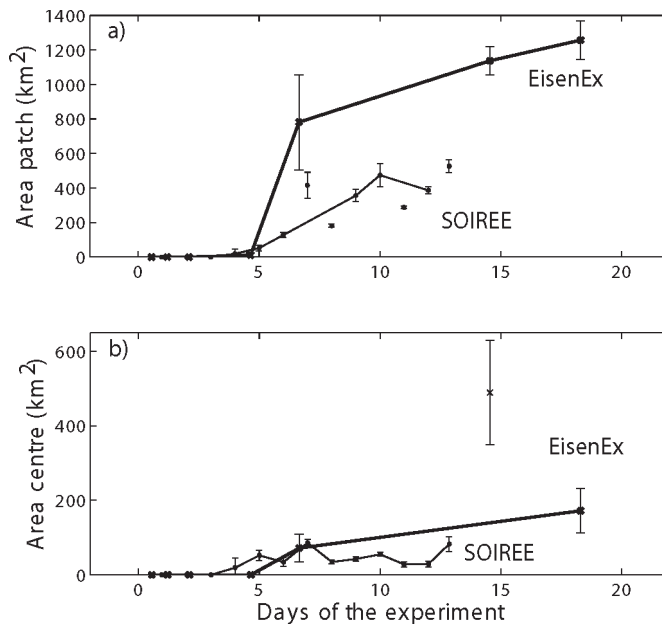 a)
Area patch (km²)
1400
1200
1000
800
600
400
200
0
EisenEx
SOIREE
0 5 10 15 20
b)
Area centre (km²)
600
400
200
0
EisenEx
SOIREE
0 5 10 15 20
Days of the experiment